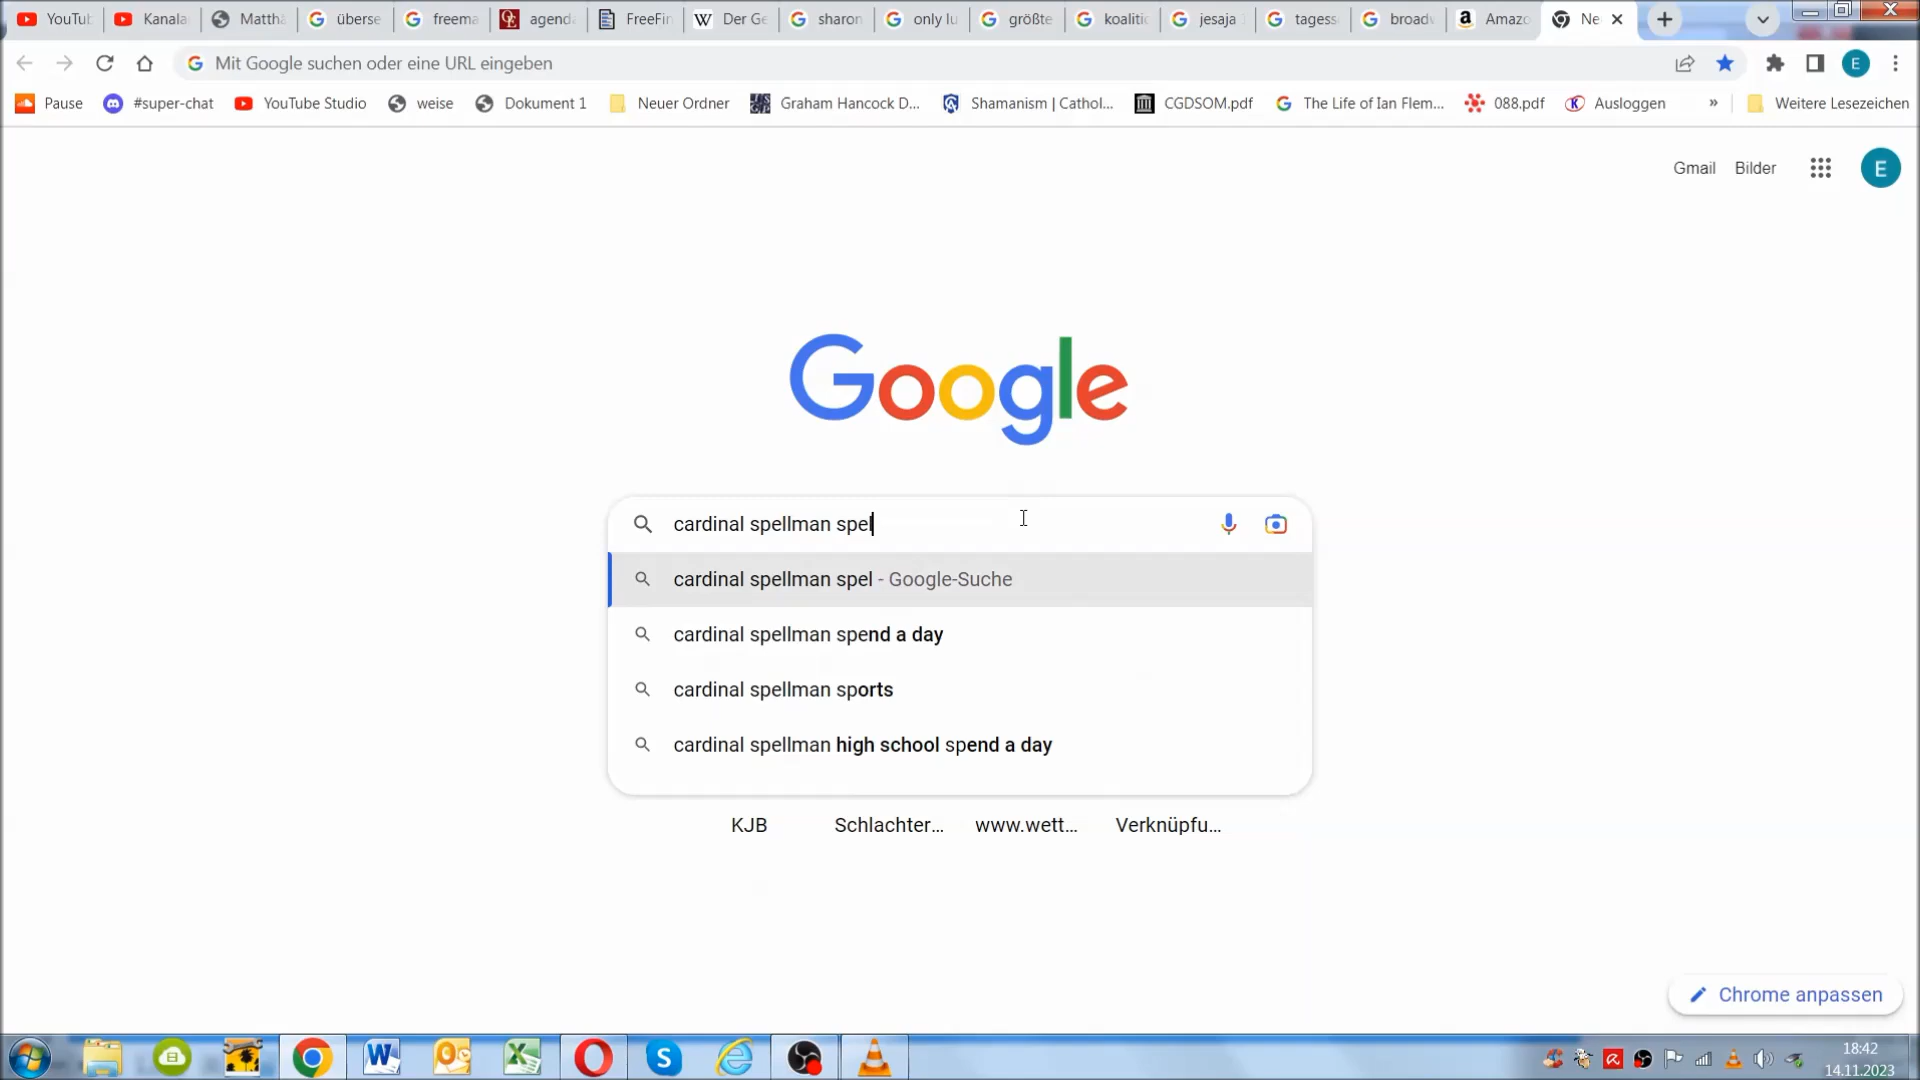 YouTub Kanala Matthä überse freema agenda FreeFin Der Ge sharon only lu größte koalitio jesaja tagess broadw Amazo Ne
Mit Google suchen oder eine URL eingeben E
Pause #super-chat YouTube Studio weise Dokument 1 Neuer Ordner Graham Hancock D... Shamanism | Cathol... CGDSOM.pdf The Life of Ian Flem... 088.pdf Ausloggen » Weitere Lesezeichen
Gmail Bilder E
Google
cardinal spellman spel
cardinal spellman spel - Google-Suche
cardinal spellman spend a day
cardinal spellman sports
cardinal spellman high school spend a day
KJB Schlachter... www.wett... Verknüpfu...
Chrome anpassen
18:42
14.11.2023